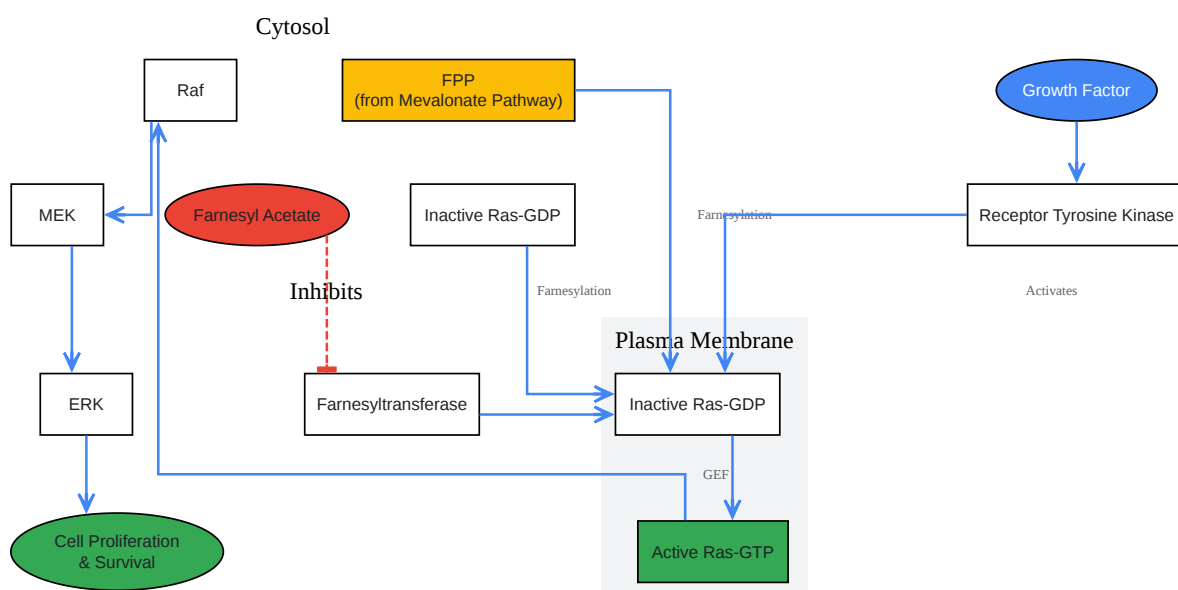 Cytosol
Raf
FPP
(from Mevalonate Pathway)
Growth Factor
MEK
Farnesyl Acetate
Inactive Ras-GDP
Farnesylation
Receptor Tyrosine Kinase
Inhibits
Farnesylation
Activates
Plasma Membrane
ERK
Farnesyltransferase
Inactive Ras-GDP
GEF
Cell Proliferation
& Survival
Active Ras-GTP